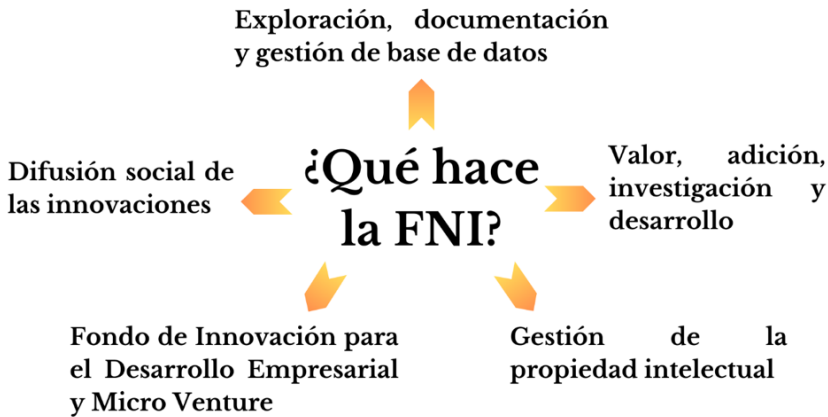 Exploración, documentación
y gestión de base de datos
Difusión social de
las innovaciones
¿Qué hace
la FNI?
Valor, adición,
investigación y
desarrollo
Fondo de Innovación para
el Desarrollo Empresarial
y Micro Venture
Gestión de la
propiedad intelectual